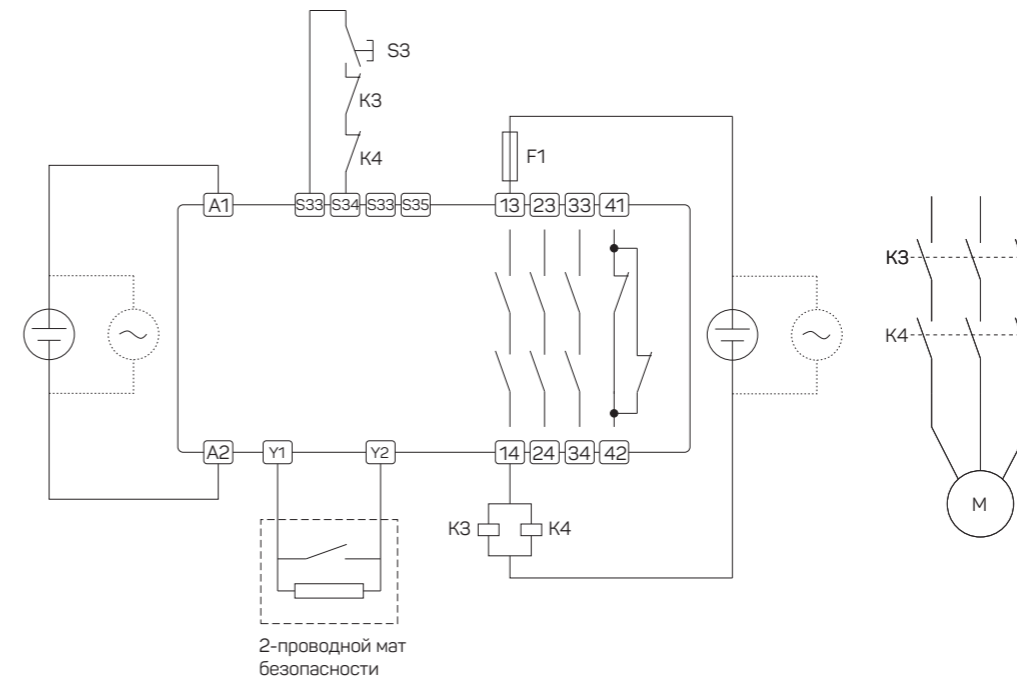 S3
K3
K4
F1
A1 S33 S34 S33 S35 13 23 33 41
K3
K4
A2 Y1 Y2 14 24 34 42
K3 K4
M
2-проводной мат
безопасности